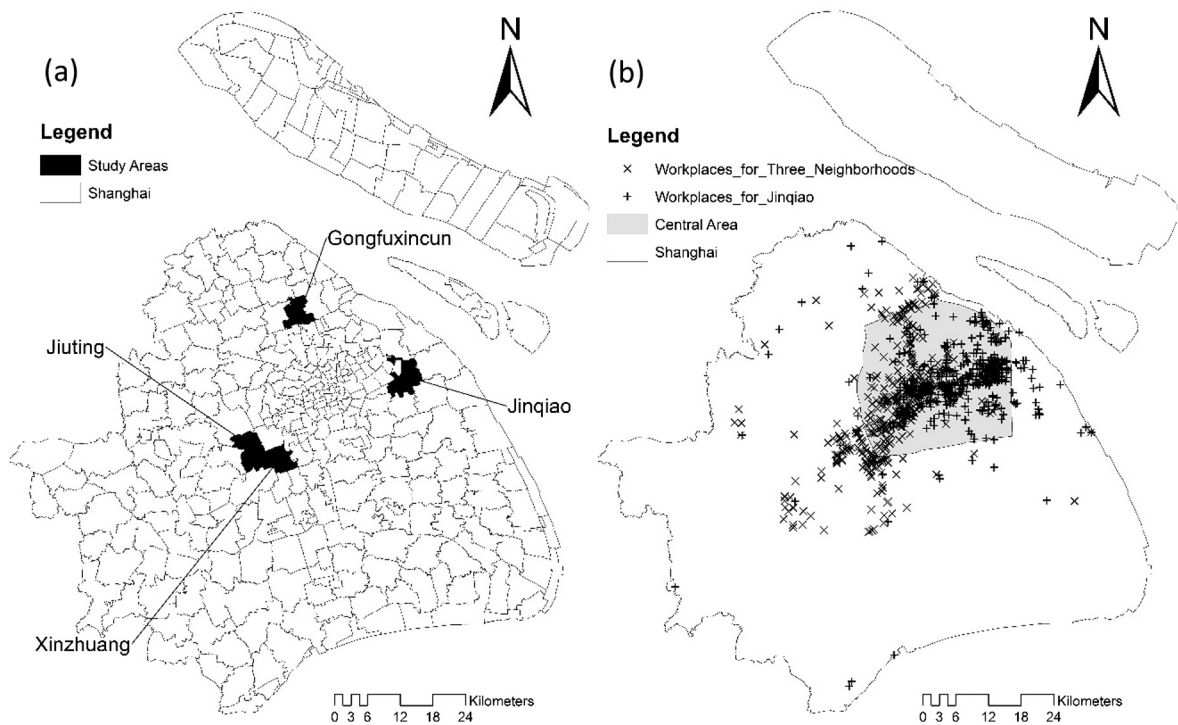 (a)
N
Legend
Study Areas
Shanghai
Gongfuxincun
Jiuting
Jinqiao
Xinzhuang
Kilometers
0 3 6 12 18 24
(b)
N
Legend
Workplaces_for_Three_Neighborhoods
Workplaces_for_Jinqiao
Central Area
Shanghai
Kilometers
0 3 6 12 18 24